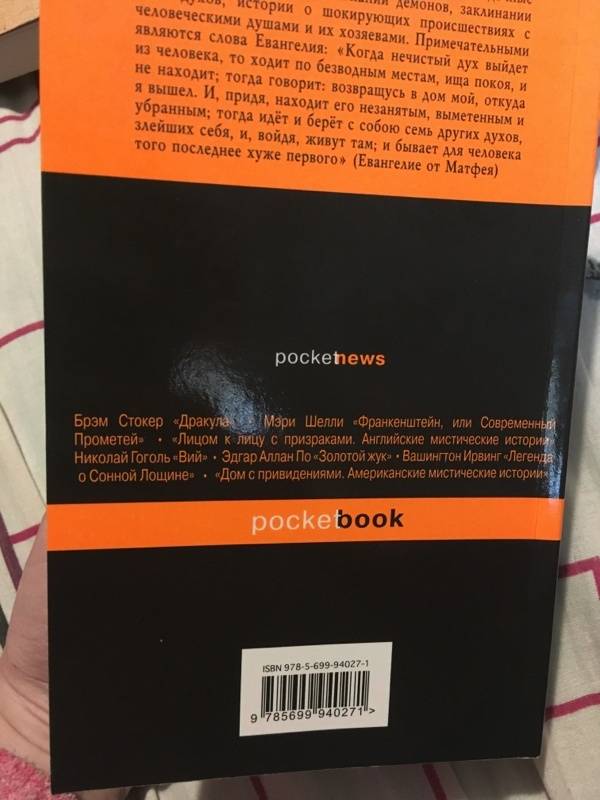 демонов, заклинании
духов, истории о шокирующих происшествиях с
человеческими душами и их хозяевами. Примечательными
являются слова Евангелия: «Когда нечистый дух выйдет
из человека, то ходит по безводным местам, ища покоя, и
не находит; тогда говорит: возвращусь в дом мой, откуда
я вышел. И, придя, находит его незанятым, выметенным и
убранным; тогда идёт и берёт с собою семь других духов,
злейших себя, и, войдя, живут там; и бывает для человека
того последнее хуже первого» (Евангелие от Матфея)
pocketnews
Брэм Стокер «Дракула Мэри Шелли «Франкенштейн, или Современный
Прометей» • «Лицом к лицу с призраками. Английские мистические истории»
Николай Гоголь «Вий» • Эдгар Аллан По «Золотой жук» • Вашингтон Ирвинг «Легенда
о Сонной Лощине» • «Дом с привидениями. Американские мистические истории»
pocketbook
ISBN 978-5-699-94027-1
9 785699 940271>